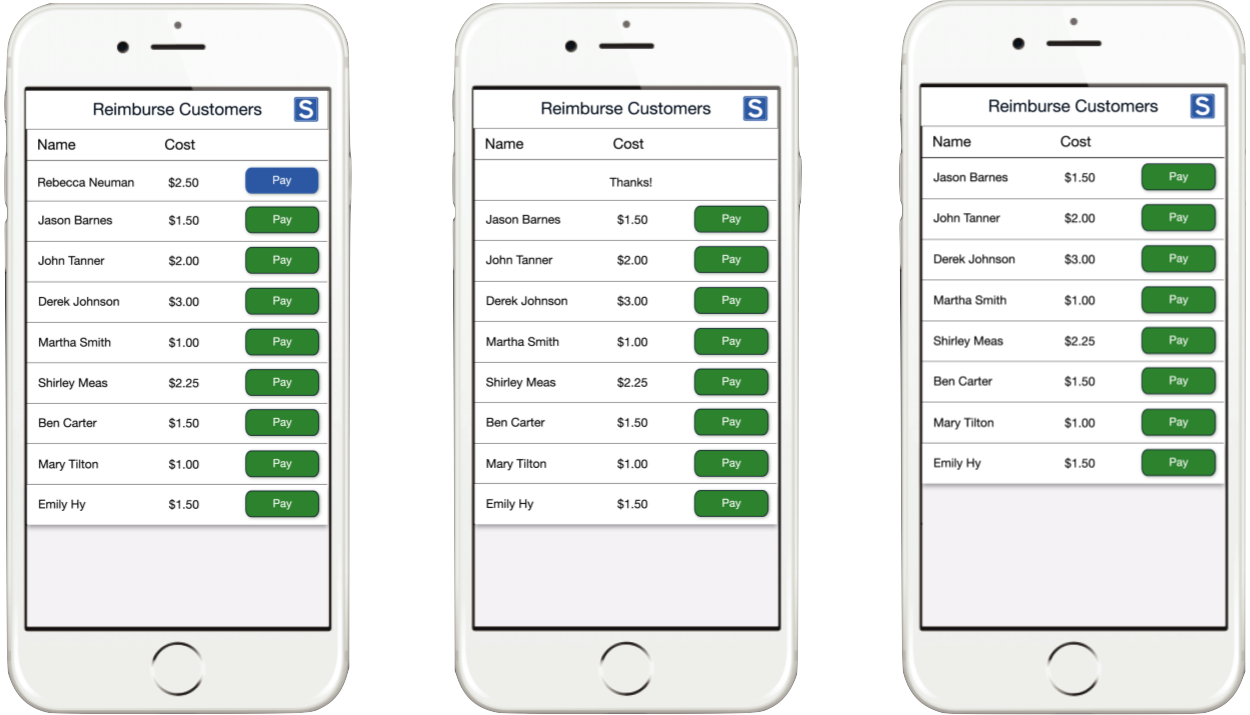 Reimburse Customers S
Name Cost
Rebecca Neuman $2.50 Pay
Jason Barnes $1.50 Pay
John Tanner $2.00 Pay
Derek Johnson $3.00 Pay
Martha Smith $1.00 Pay
Shirley Meas $2.25 Pay
Ben Carter $1.50 Pay
Mary Tilton $1.00 Pay
Emily Hy $1.50 Pay
Reimburse Customers S
Name Cost
Thanks!
Jason Barnes $1.50 Pay
John Tanner $2.00 Pay
Derek Johnson $3.00 Pay
Martha Smith $1.00 Pay
Shirley Meas $2.25 Pay
Ben Carter $1.50 Pay
Mary Tilton $1.00 Pay
Emily Hy $1.50 Pay
Reimburse Customers S
Name Cost
Jason Barnes $1.50 Pay
John Tanner $2.00 Pay
Derek Johnson $3.00 Pay
Martha Smith $1.00 Pay
Shirley Meas $2.25 Pay
Ben Carter $1.50 Pay
Mary Tilton $1.00 Pay
Emily Hy $1.50 Pay